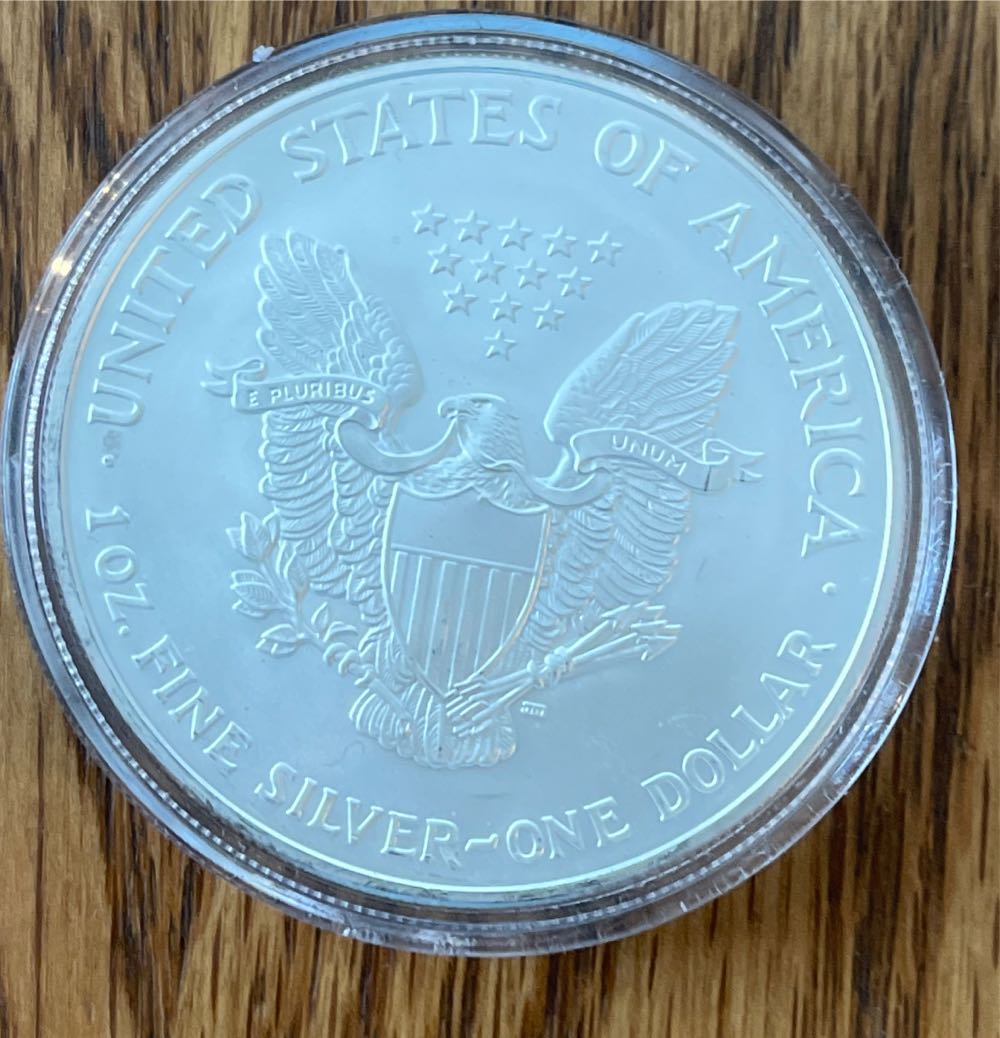 · UNITED STATES OF AMERICA ·
E PLURIBUS UNUM
1 OZ. FINE SILVER~ONE DOLLAR